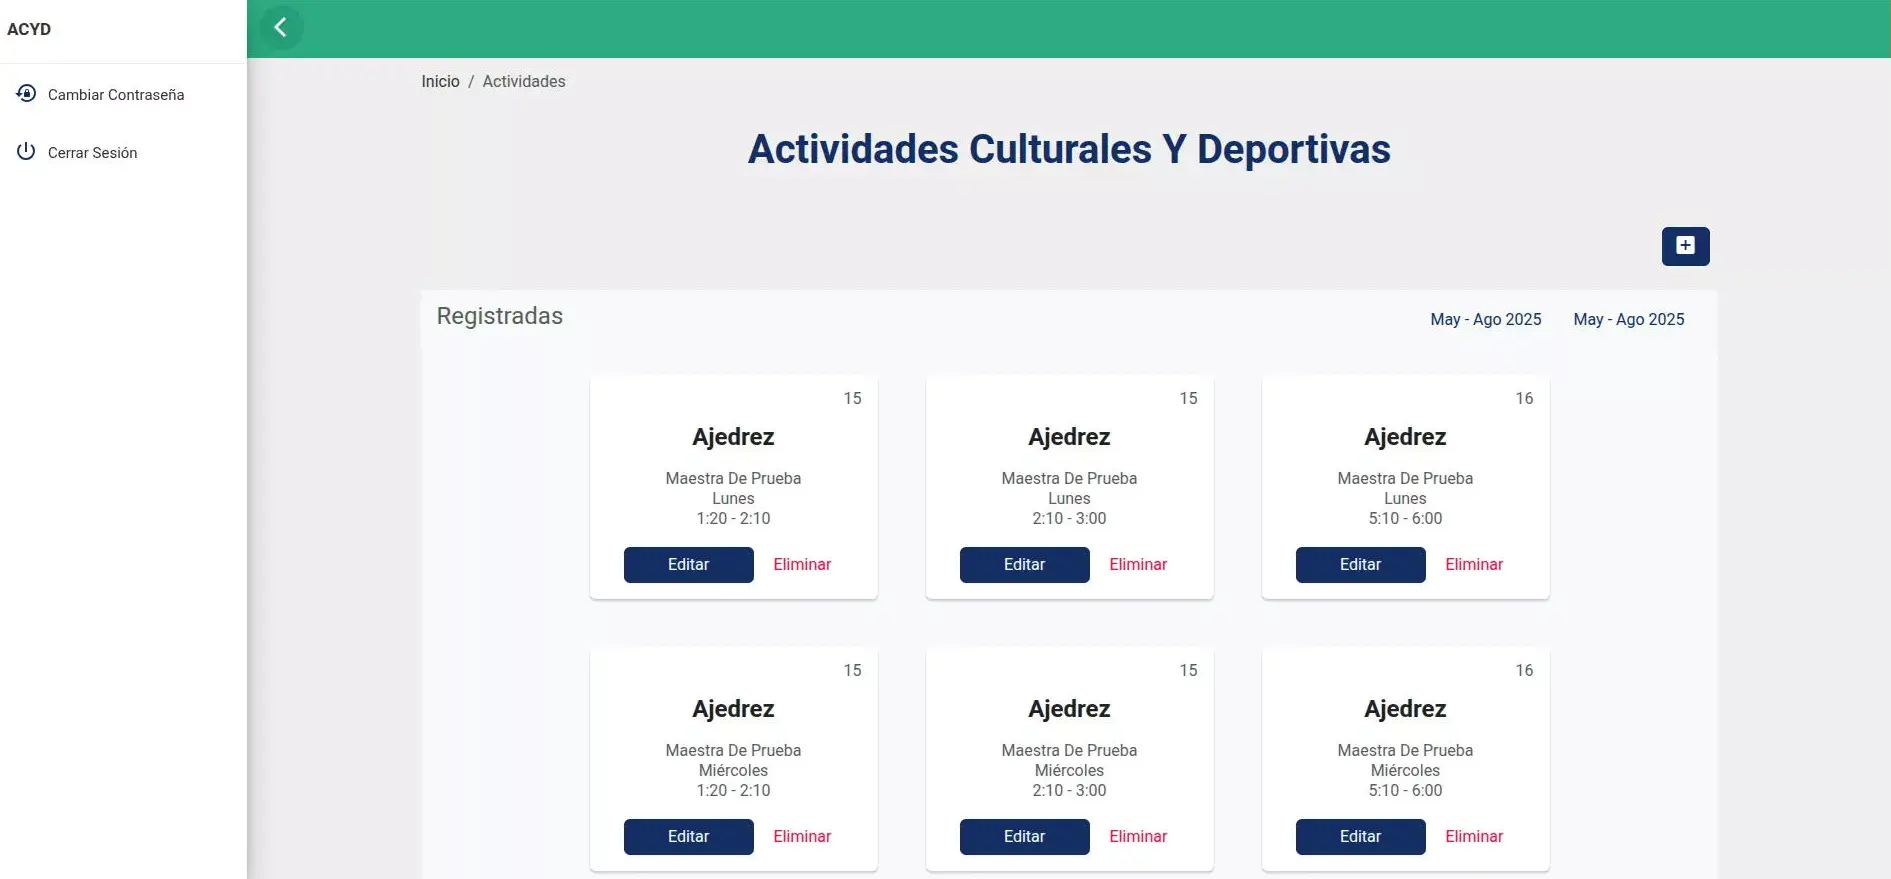 ACYD
Cambiar Contraseña
Cerrar Sesión
Inicio / Actividades
Actividades Culturales Y Deportivas
Registradas
May - Ago 2025 May - Ago 2025
15
Ajedrez
Maestra De Prueba
Lunes
1:20 - 2:10
Editar Eliminar
15
Ajedrez
Maestra De Prueba
Lunes
2:10 - 3:00
Editar Eliminar
16
Ajedrez
Maestra De Prueba
Lunes
5:10 - 6:00
Editar Eliminar
15
Ajedrez
Maestra De Prueba
Miércoles
1:20 - 2:10
Editar Eliminar
15
Ajedrez
Maestra De Prueba
Miércoles
2:10 - 3:00
Editar Eliminar
16
Ajedrez
Maestra De Prueba
Miércoles
5:10 - 6:00
Editar Eliminar